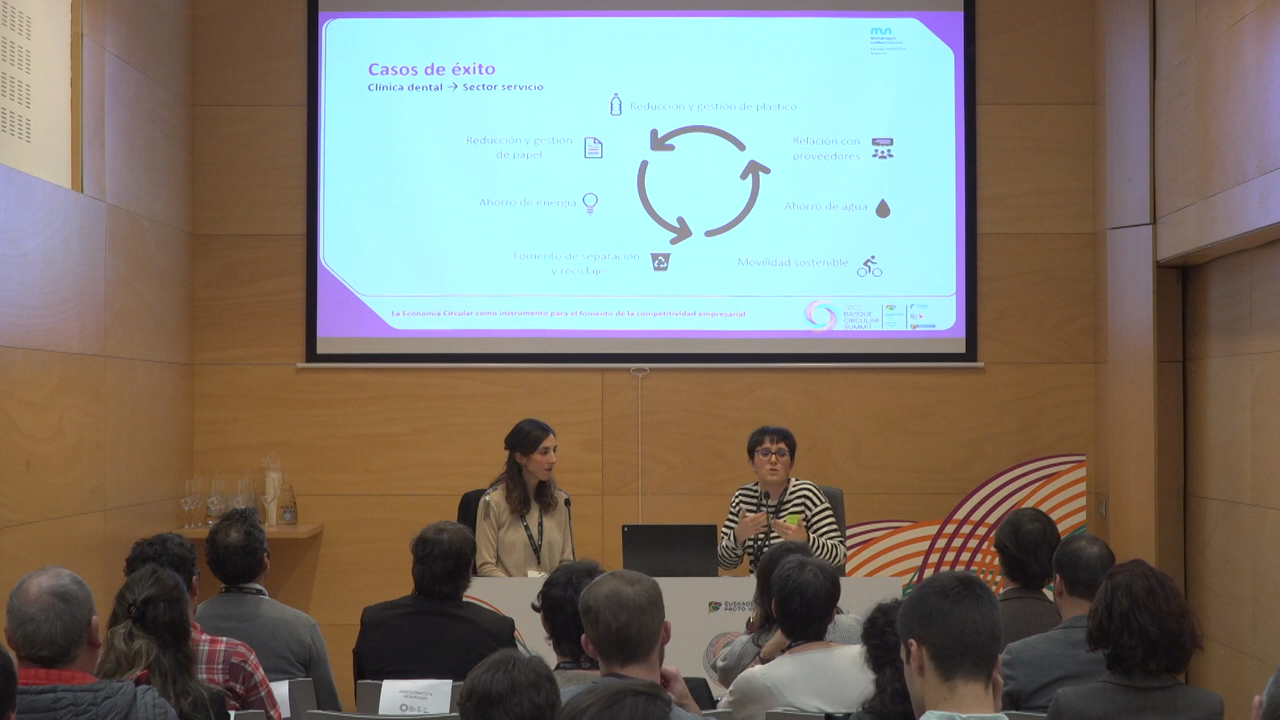 Casos de éxito
Clínica dental → Sector servicio
Reducción y gestión de plástico
Reducción y gestión
de papel
Relación con
proveedores
Ahorro de energía
Ahorro de agua
Fomento de separación
y reciclaje
Movilidad sostenible
La Economía Circular como instrumento para el fomento de la competitividad empresarial
2022
BASQUE
CIRCULAR
SUMMIT